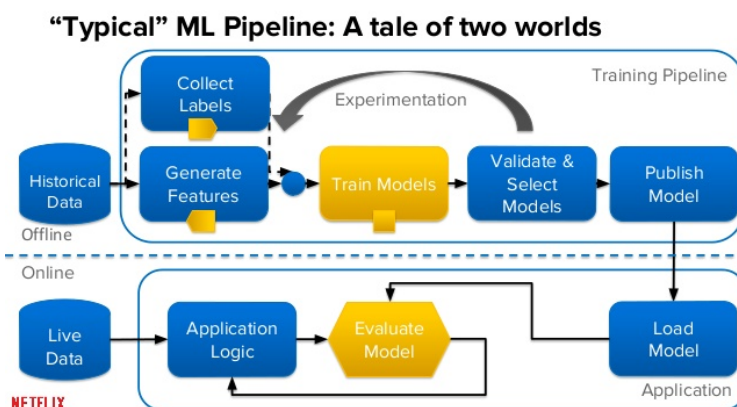 “Typical” ML Pipeline: A tale of two worlds
Training Pipeline
Collect
Labels
Experimentation
Historical
Data
Generate
Features
Train Models
Validate &
Select
Models
Publish
Model
Offline
Online
Live
Data
Application
Logic
Evaluate
Model
Load
Model
Application
NETFLIX